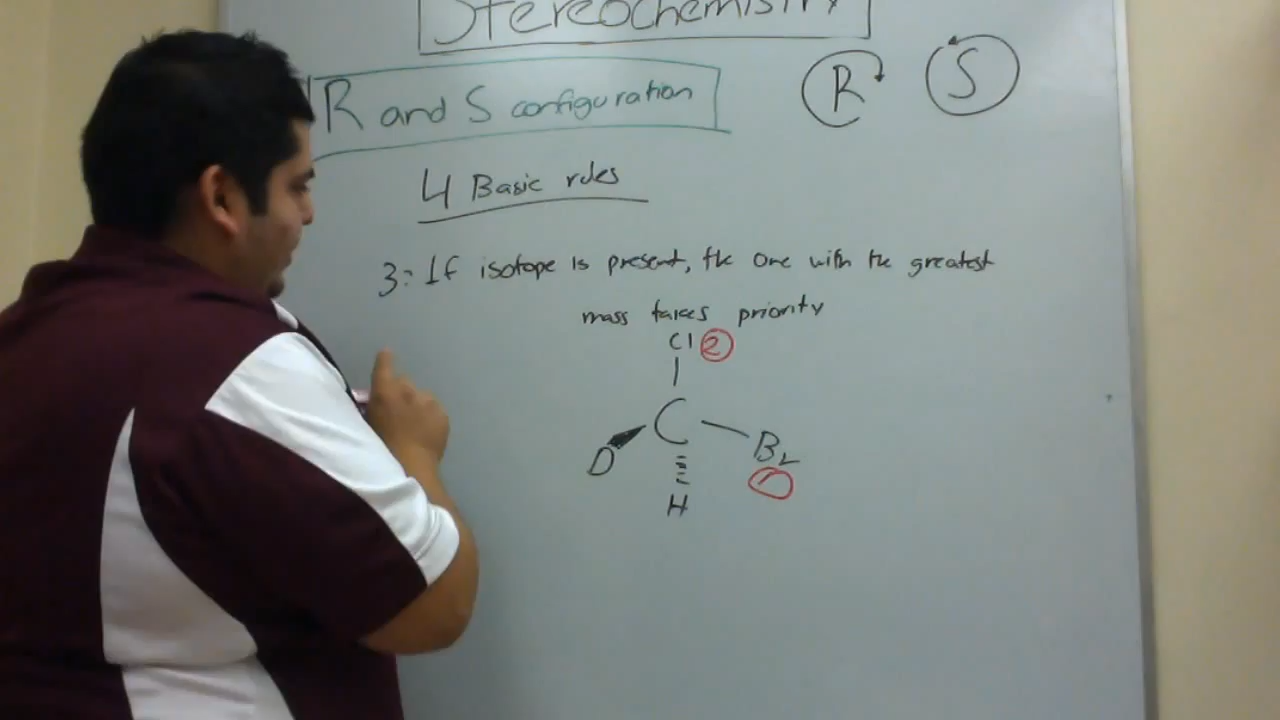 Stereochemistry
R and S configuration
R S
4 Basic rules
3: If isotope is present, the one with the greatest
mass takes priority
Cl 2
C
D Br
1
H